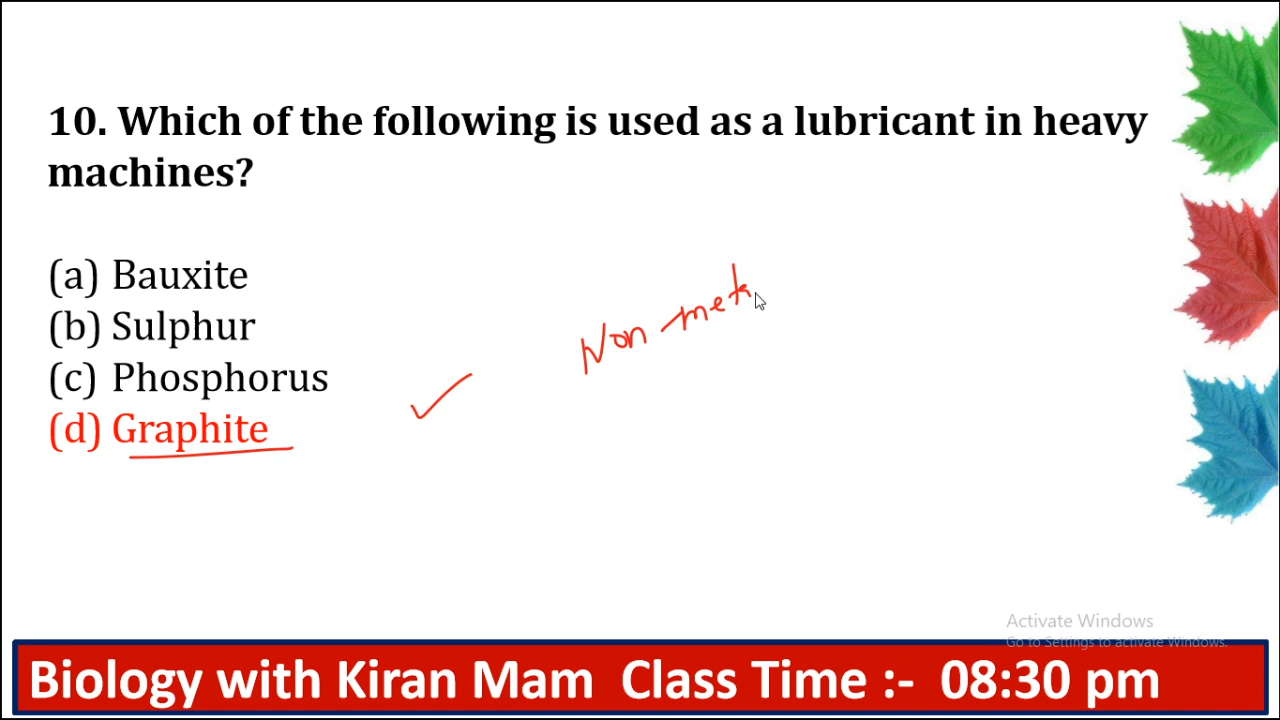 10. Which of the following is used as a lubricant in heavy
machines?
(a) Bauxite
(b) Sulphur
(c) Phosphorus
(d) Graphite
Non-meta
Activate Windows
Go to Settings to activate Windows.
Biology with Kiran Mam Class Time :- 08:30 pm